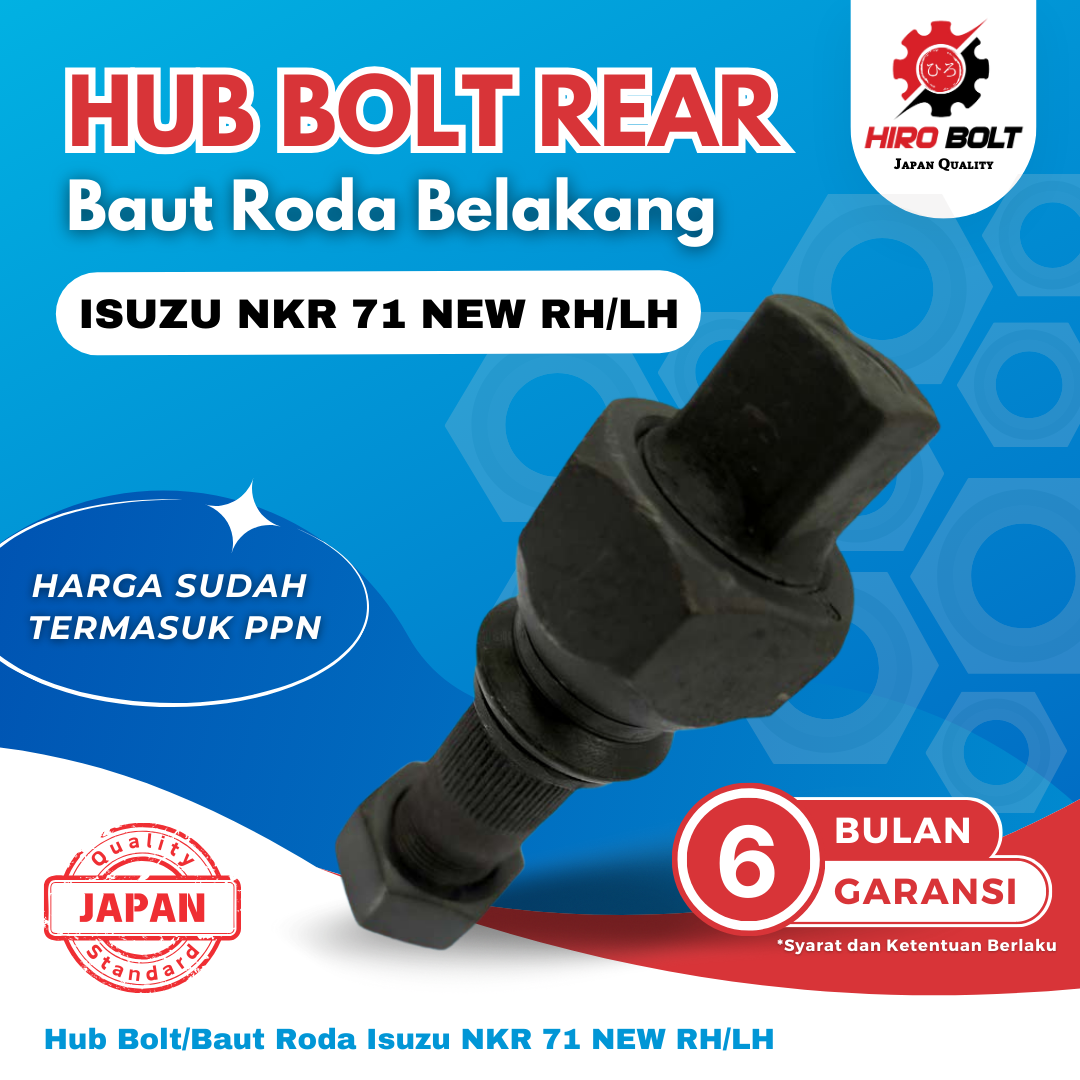 HUB BOLT REAR
Baut Roda Belakang
ISUZU NKR 71 NEW RH/LH
ひろ
HIRO BOLT
JAPAN QUALITY
HARGA SUDAH
TERMASUK PPN
Quality
JAPAN
Standard
6
BULAN
GARANSI
*Syarat dan Ketentuan Berlaku
Hub Bolt/Baut Roda Isuzu NKR 71 NEW RH/LH